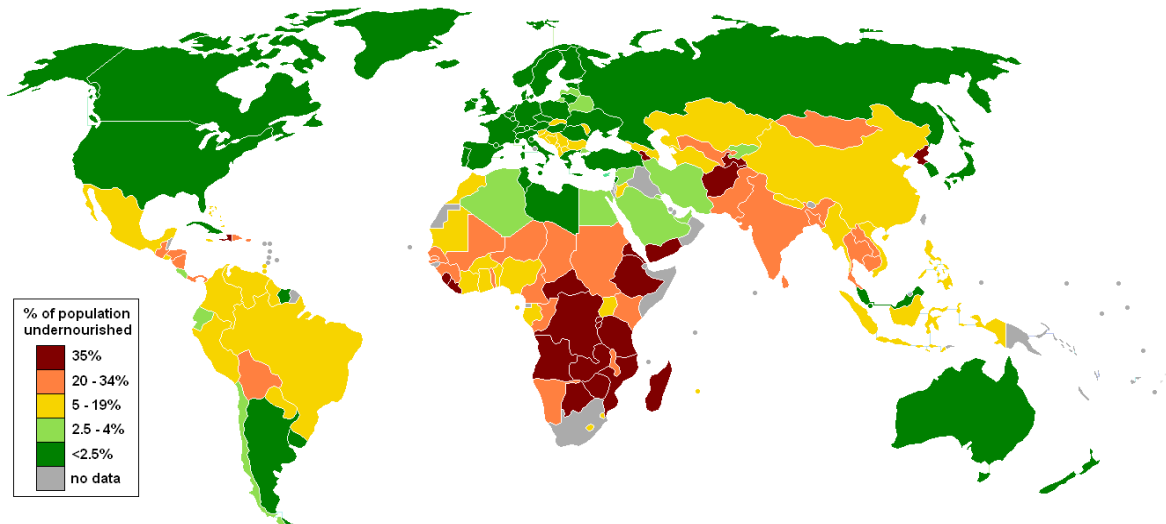 % of population
undernourished
35%
20 - 34%
5 - 19%
2.5 - 4%
<2.5%
no data